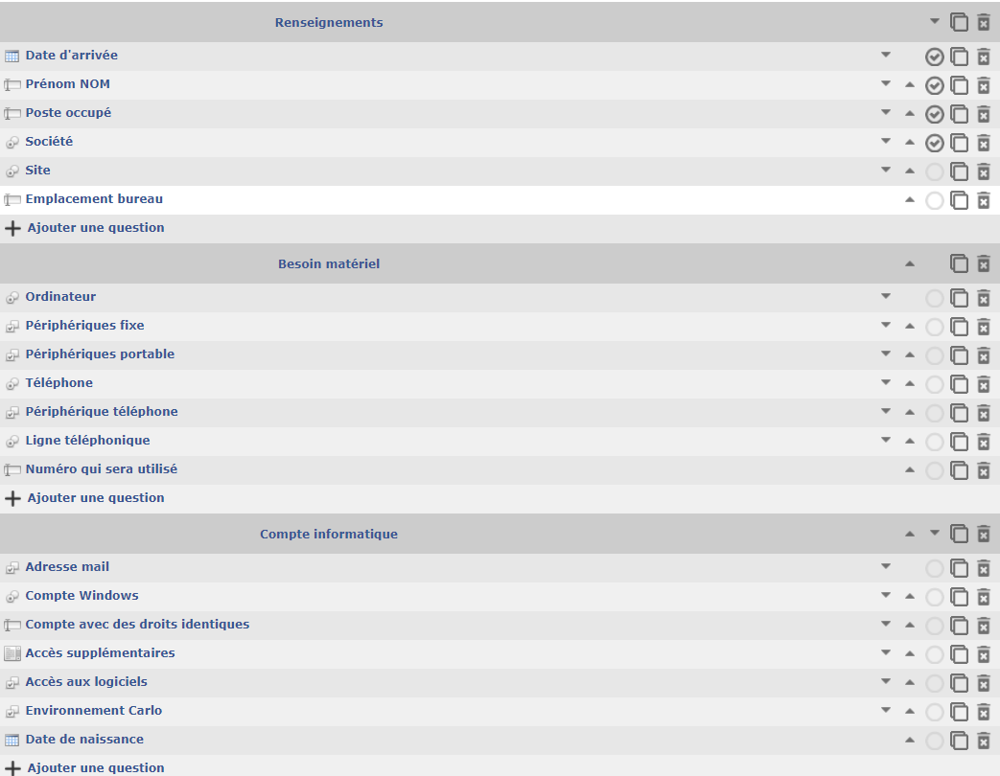 Renseignements
Date d'arrivée
Prénom NOM
Poste occupé
Société
Site
Emplacement bureau
Ajouter une question
Besoin matériel
Ordinateur
Périphériques fixe
Périphériques portable
Téléphone
Périphérique téléphone
Ligne téléphonique
Numéro qui sera utilisé
Ajouter une question
Compte informatique
Adresse mail
Compte Windows
Compte avec des droits identiques
Accès supplémentaires
Accès aux logiciels
Environnement Carlo
Date de naissance
Ajouter une question